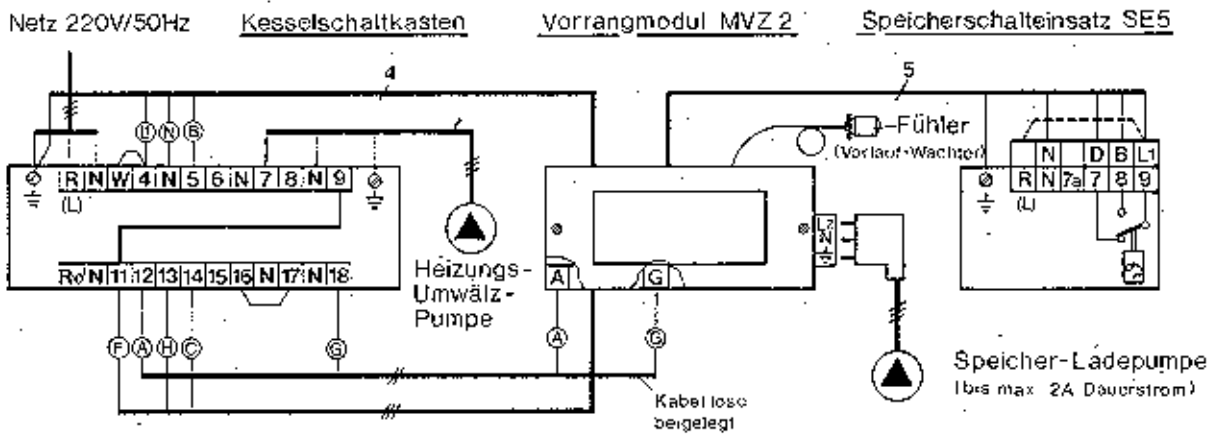 Netz 220V/50Hz
Kesselschaltkasten
Vorrangmodul MVZ 2
Speicherschalteinsatz SE5
4
5
N B
Fühler
(Vorlauf-Wächter)
R N W 4 N 5 6 N 7 8 N 9
(L)
N D B L1
R N 7a 7 8 9
(L)
L2
N
N 11 12 13 14 15 16 N 17 N 18
Heizungs-
Umwälz-
Pumpe
A G
1
F A H C G A G
Kabel lose
beigelegt
Speicher-Ladepumpe
(bis max 2A Dauerstrom)